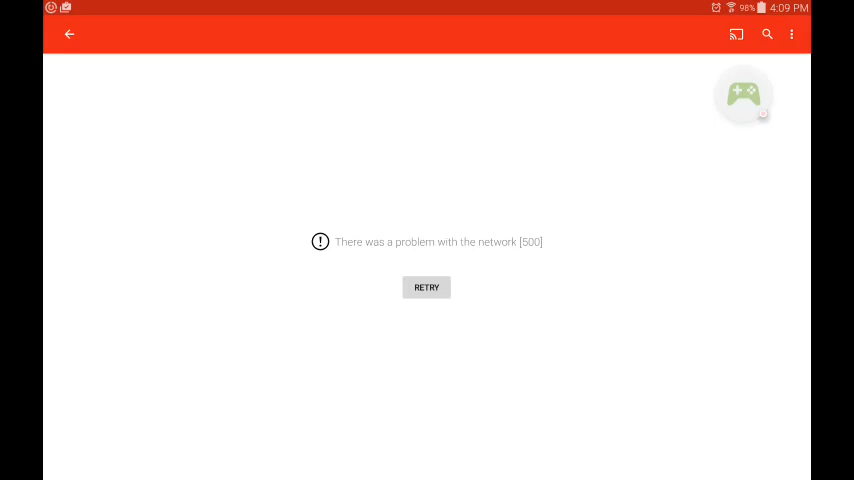 98% 4:09 PM
There was a problem with the network [500]
RETRY